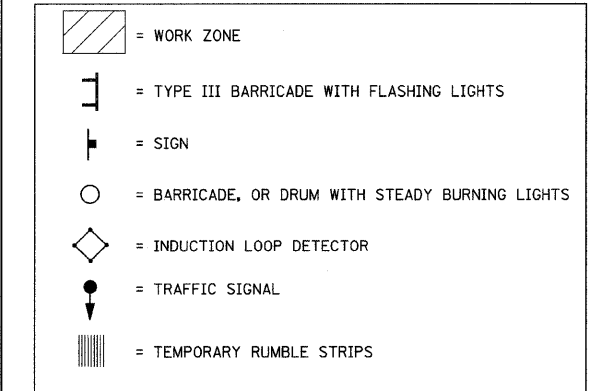 = WORK ZONE
= TYPE III BARRICADE WITH FLASHING LIGHTS
= SIGN
= BARRICADE, OR DRUM WITH STEADY BURNING LIGHTS
= INDUCTION LOOP DETECTOR
= TRAFFIC SIGNAL
= TEMPORARY RUMBLE STRIPS